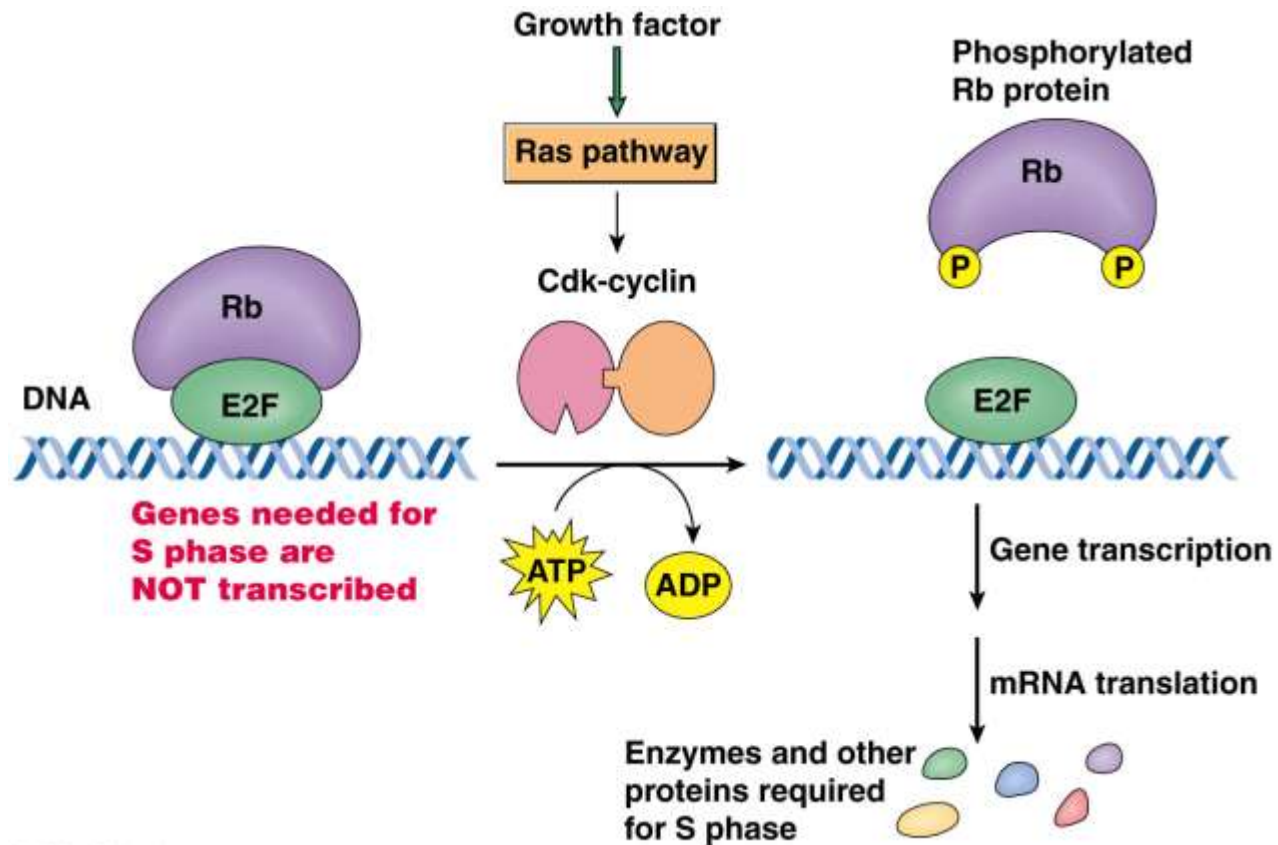 Growth factor
Ras pathway
Cdk-cyclin
Phosphorylated
Rb protein
Rb
P
P
Rb
E2F
DNA
Genes needed for
S phase are
NOT transcribed
ATP
ADP
E2F
Gene transcription
mRNA translation
Enzymes and other
proteins required
for S phase